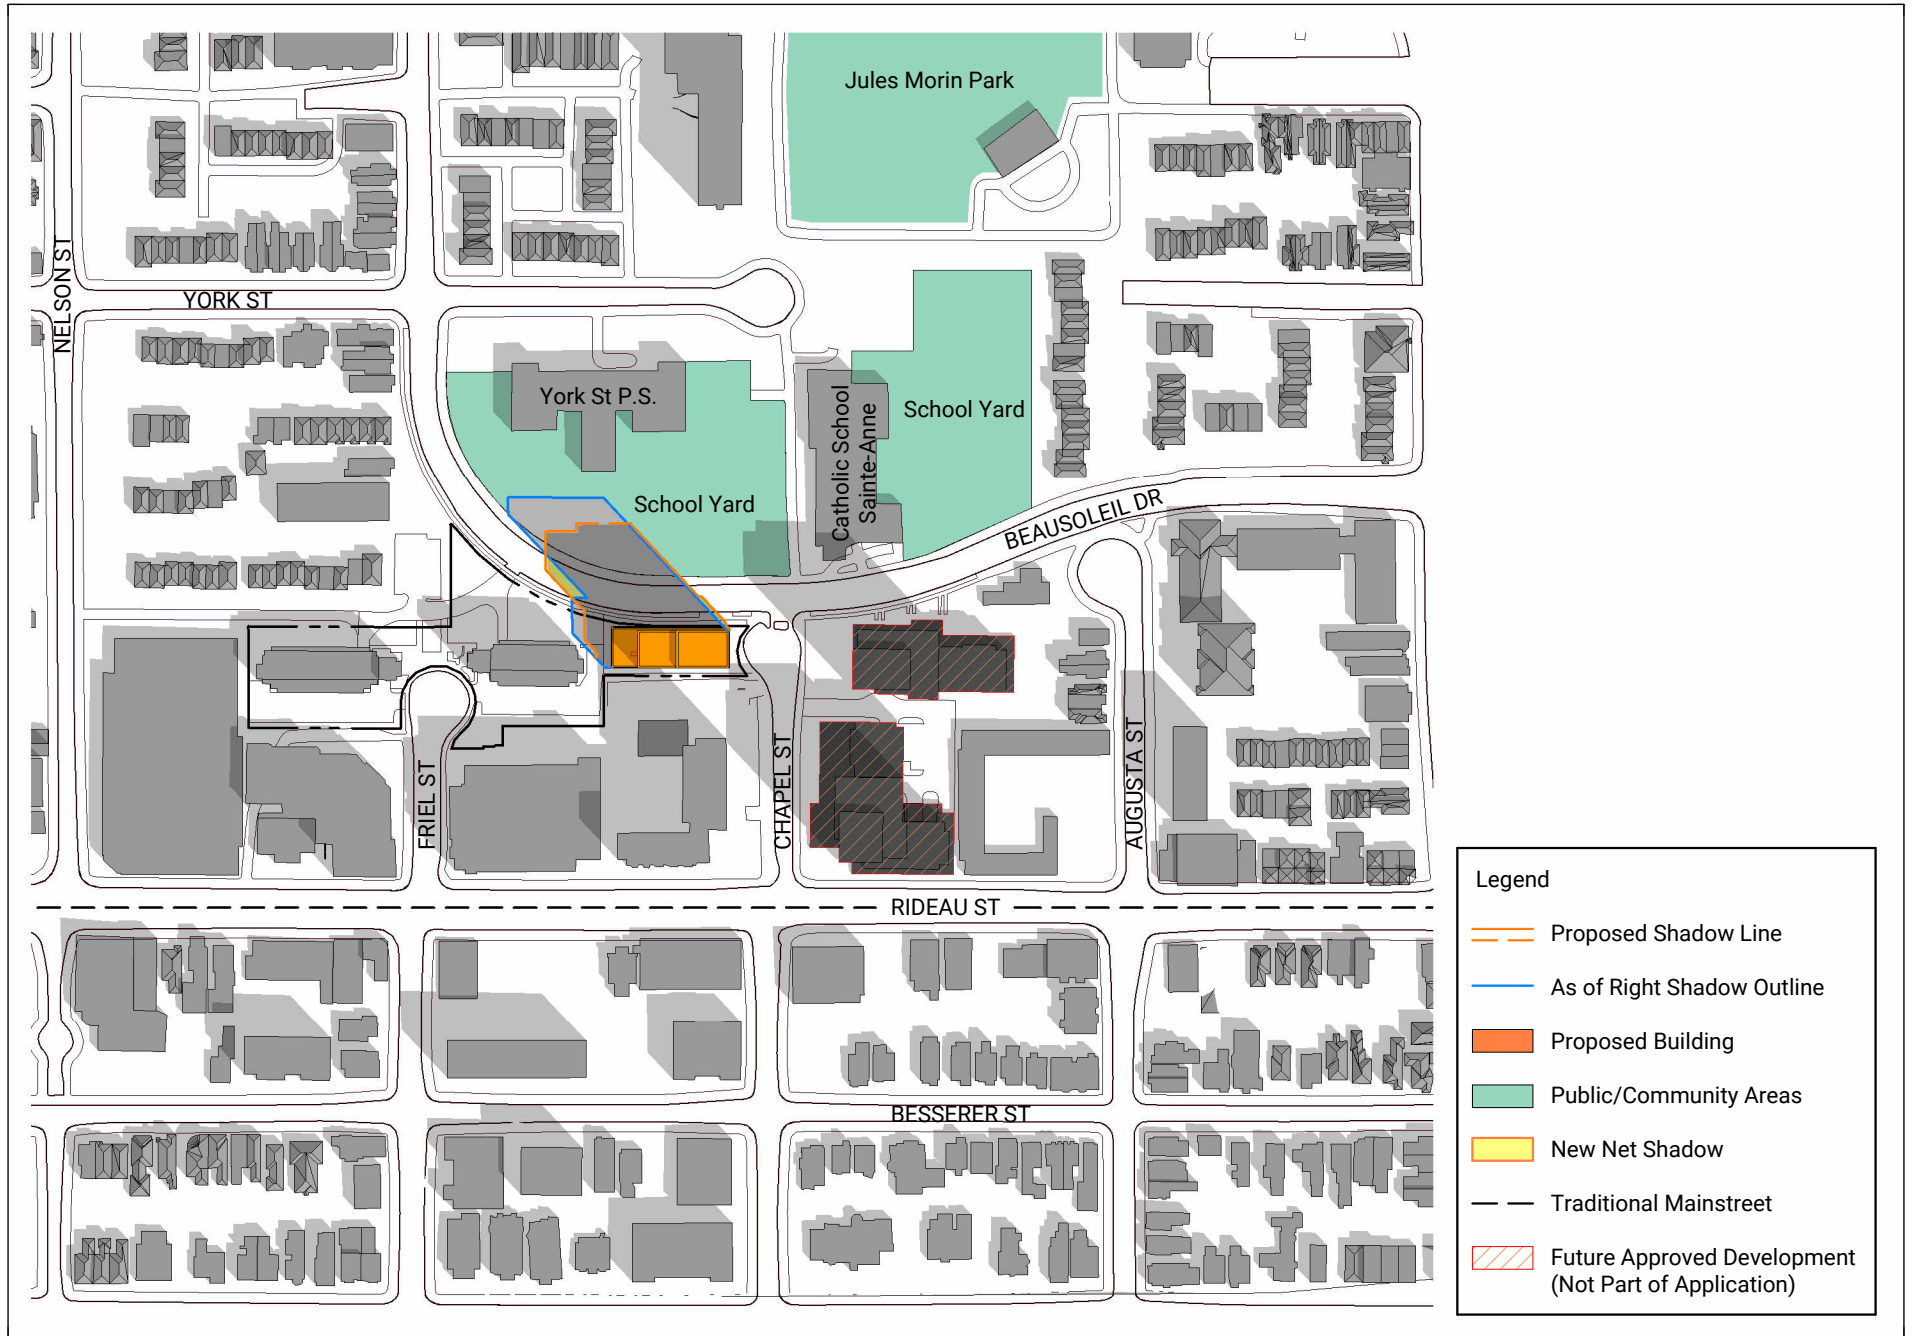 Jules Morin Park
NELSON ST
YORK ST
York St P.S.
School Yard
Catholic School
Sainte-Anne
School Yard
BEAUSOLEIL DR
FRIEL ST
CHAPEL ST
AUGUSTA ST
RIDEAU ST
BESSERER ST
Legend
Proposed Shadow Line
As of Right Shadow Outline
Proposed Building
Public/Community Areas
New Net Shadow
Traditional Mainstreet
Future Approved Development
(Not Part of Application)